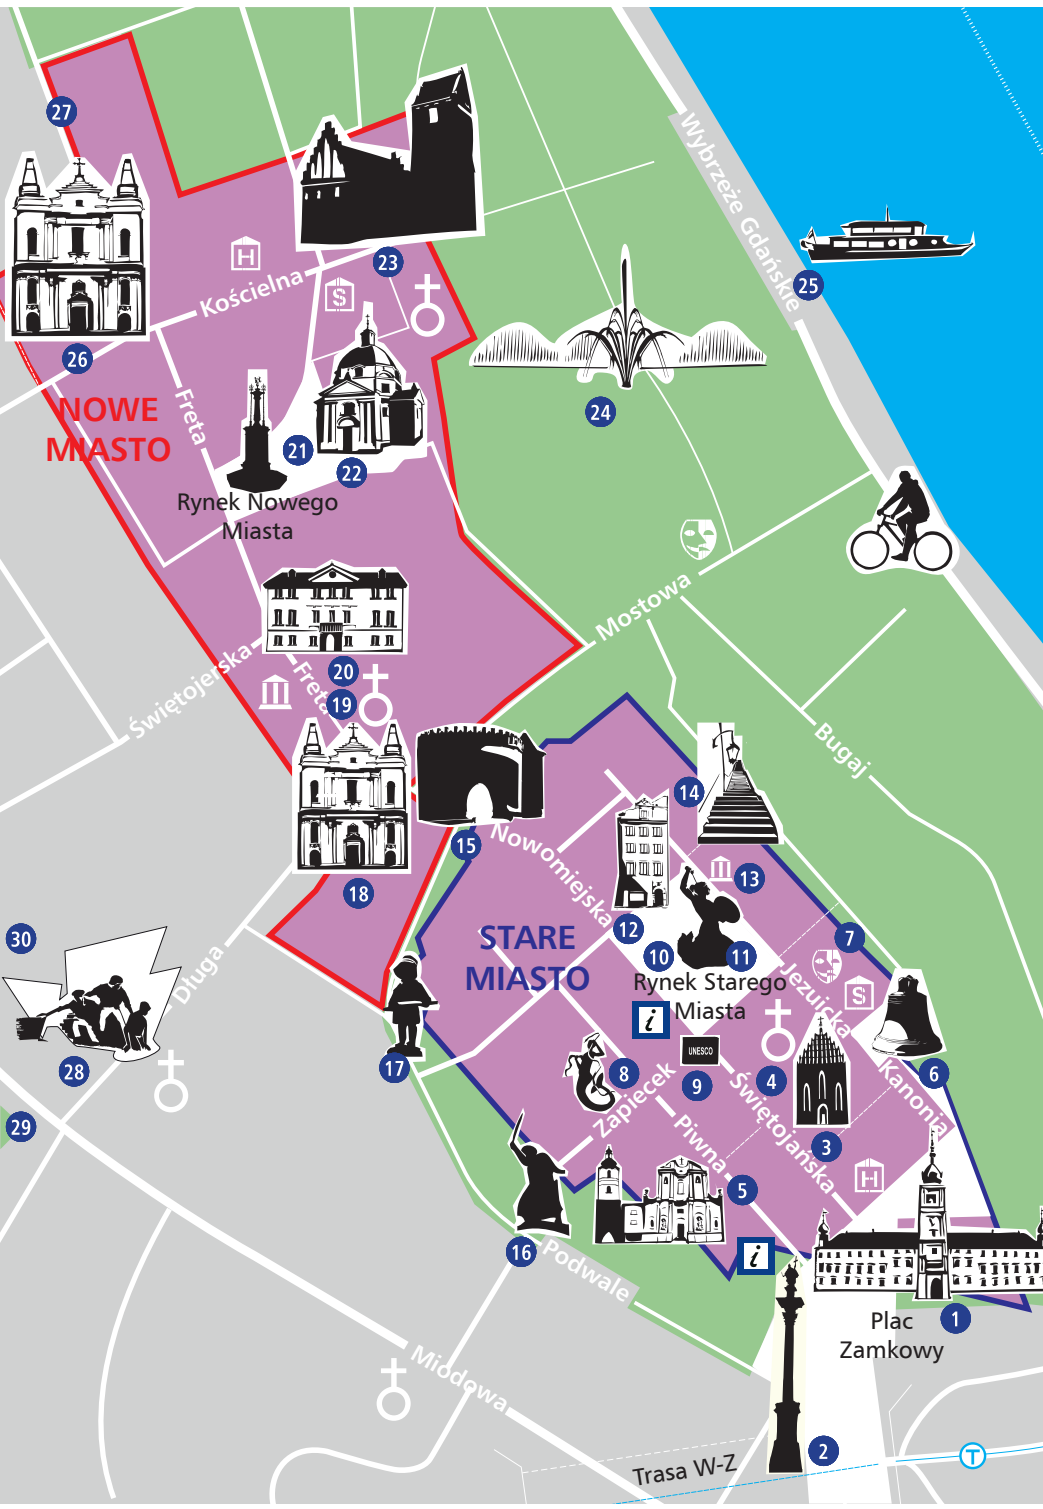 27
Wybrzeże Gdańskie
H
23
25
Kościelna
S
26
NOWE
MIASTO
Freta
24
21
22
Rynek Nowego
Miasta
Mostowa
20
Świętojerska
Freta
19
Bugaj
14
15
Nowomiejska
18
13
12
STARE
MIASTO
10
11
7
30
Rynek Starego
Miasta
Jezuicka
S
i
Długa
UNESCO
28
17
8
9
4
6
Kanonia
Zapiecek
Świętojańska
29
Piwna
3
H
5
16
Podwale
i
Plac
Zamkowy
1
Miodowa
2
Trasa W-Z
T